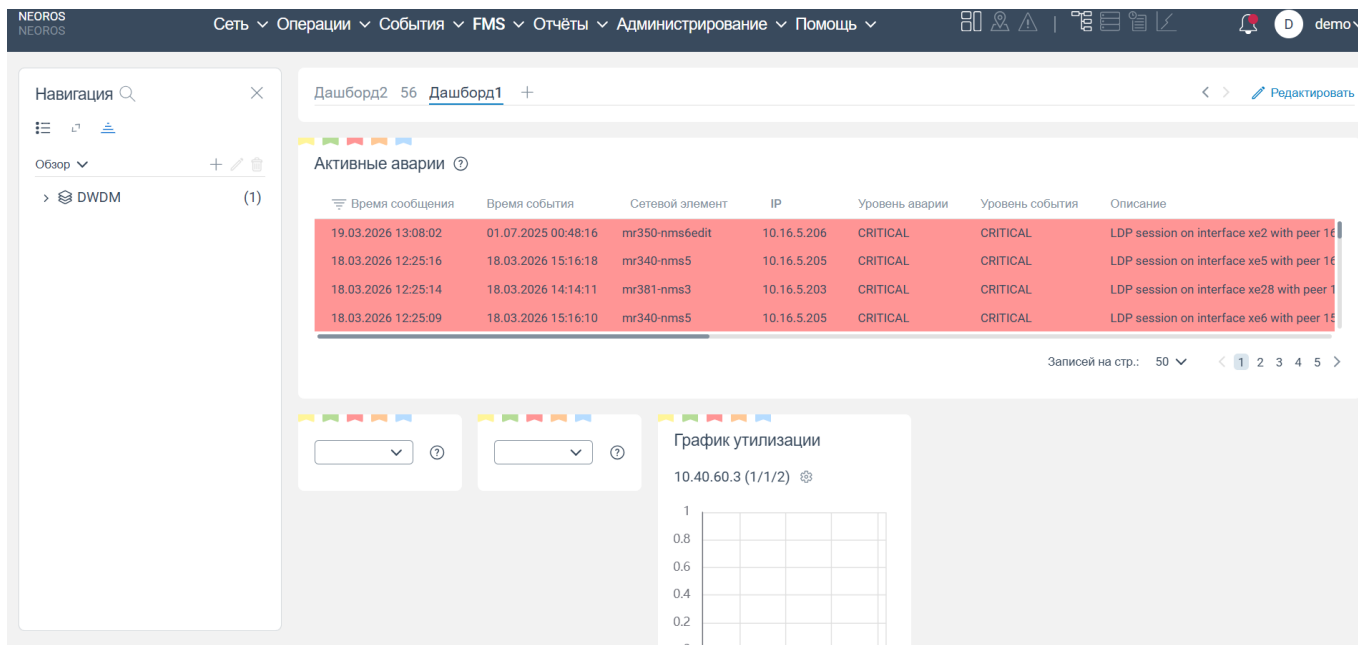 NEOROS
NEOROS
Сеть Операции События FMS Отчёты Администрирование Помощь
D demo
Навигация
Обзор
DWDM (1)
Дашборд2 56 Дашборд1 +
Редактировать
Активные аварии ?
Время сообщения Время события Сетевой элемент IP Уровень аварии Уровень события Описание
19.03.2026 13:08:02 01.07.2025 00:48:16 mr350-nms6edit 10.16.5.206 CRITICAL CRITICAL LDP session on interface xe2 with peer 16
18.03.2026 12:25:16 18.03.2026 15:16:18 mr340-nms5 10.16.5.205 CRITICAL CRITICAL LDP session on interface xe5 with peer 16
18.03.2026 12:25:14 18.03.2026 14:14:11 mr381-nms3 10.16.5.203 CRITICAL CRITICAL LDP session on interface xe28 with peer 1
18.03.2026 12:25:09 18.03.2026 15:16:10 mr340-nms5 10.16.5.205 CRITICAL CRITICAL LDP session on interface xe6 with peer 15
Записей на стр.: 50 < 1 2 3 4 5 >
?
?
График утилизации
10.40.60.3 (1/1/2)
1
0.8
0.6
0.4
0.2